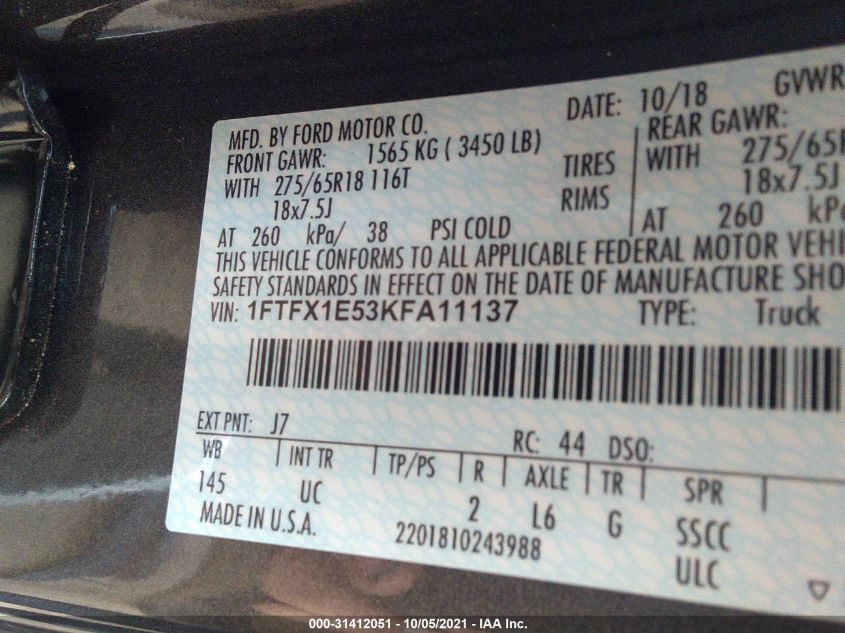 MFD. BY FORD MOTOR CO.
DATE: 10/18
GVWR
FRONT GAWR: 1565 KG ( 3450 LB)
REAR GAWR:
WITH 275/65R18 116T
TIRES
WITH 275/65R
18x7.5J
RIMS
18x7.5J
AT 260 kPa/ 38 PSI COLD
AT 260 kPa
THIS VEHICLE CONFORMS TO ALL APPLICABLE FEDERAL MOTOR VEHI
SAFETY STANDARDS IN EFFECT ON THE DATE OF MANUFACTURE SHO
VIN: 1FTFX1E53KFA11137
TYPE: Truck
EXT PNT: J7
RC: 44 DSO:
WB INT TR TP/PS R AXLE TR SPR
145 UC 2 L6 G SSCC
MADE IN U.S.A. 2201810243988 ULC
000-31412051 - 10/05/2021 - IAA Inc.